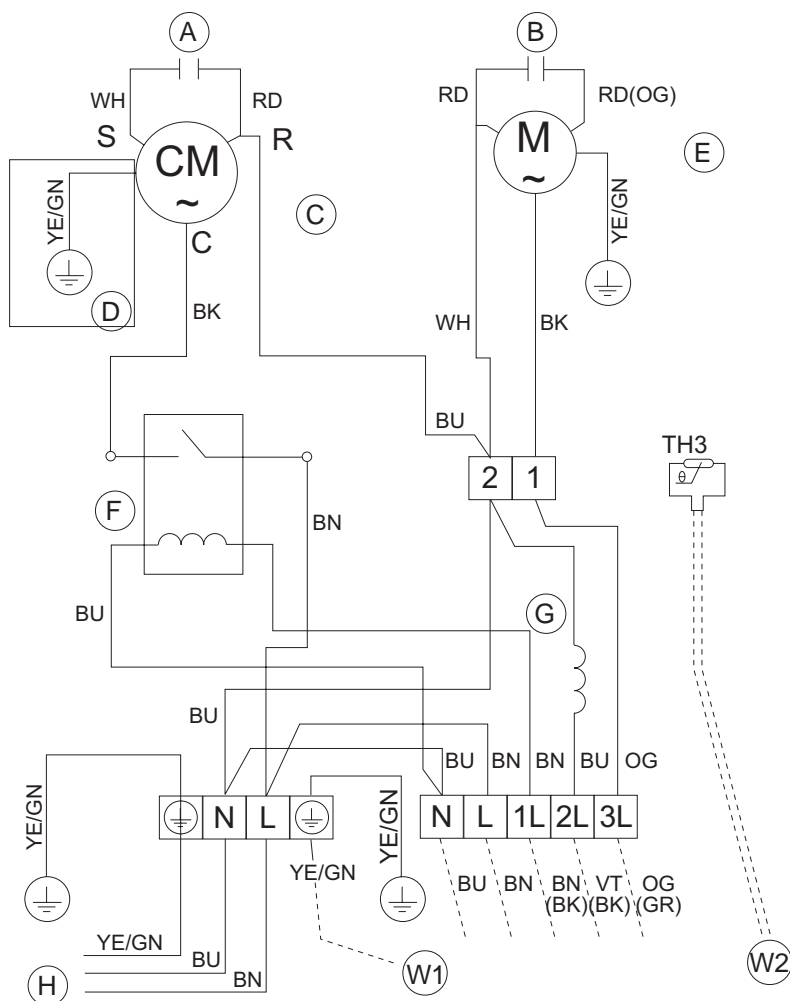 A B
WH RD RD RD(OG)
S CM ~ R M ~ E
YE/GN C YE/GN
C
D BK WH BK
BU
TH3
2 1
θ
F BN
BU G
BU BU BN BN BU OG
YE/GN N L YE/GN N L 1L 2L 3L
YE/GN BU BN BN VT OG
(BK) (BK) (GR)
YE/GN
BU
H BN W1 W2